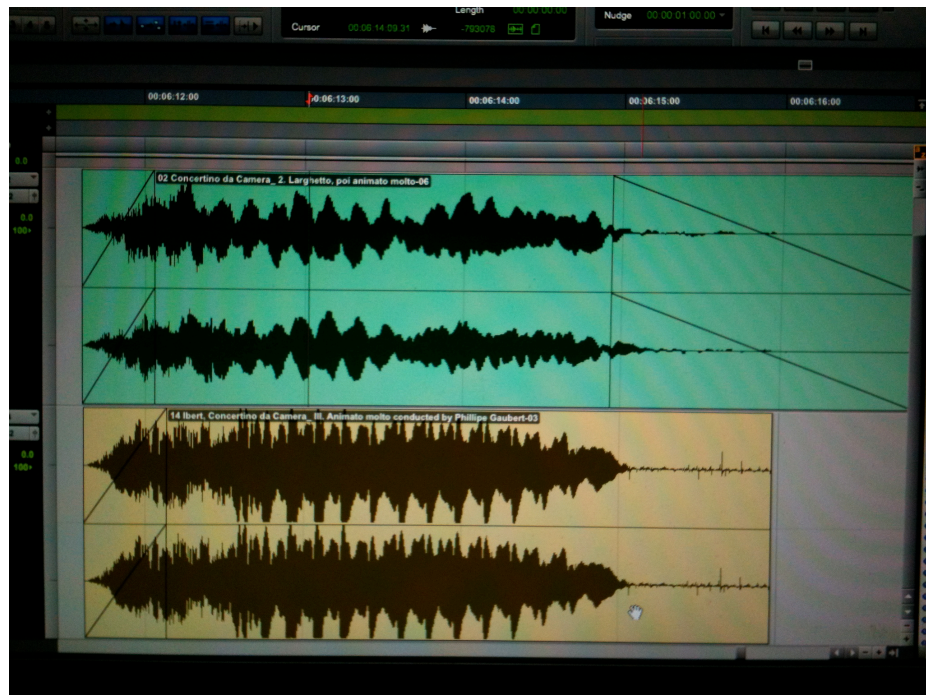 Length 00:00:00:00
Nudge 00:00:01:00.00
Cursor 00:06:14:09.31 -793078
00:06:12:00 00:06:13:00 00:06:14:00 00:06:15:00 00:06:16:00
0.0
02 Concertino da Camera_ 2. Larghetto, poi animato molto-06
0.0
100
14 Ibert, Concertino da Camera_ III. Animato molto conducted by Phillipe Gaubert-03
0.0
100